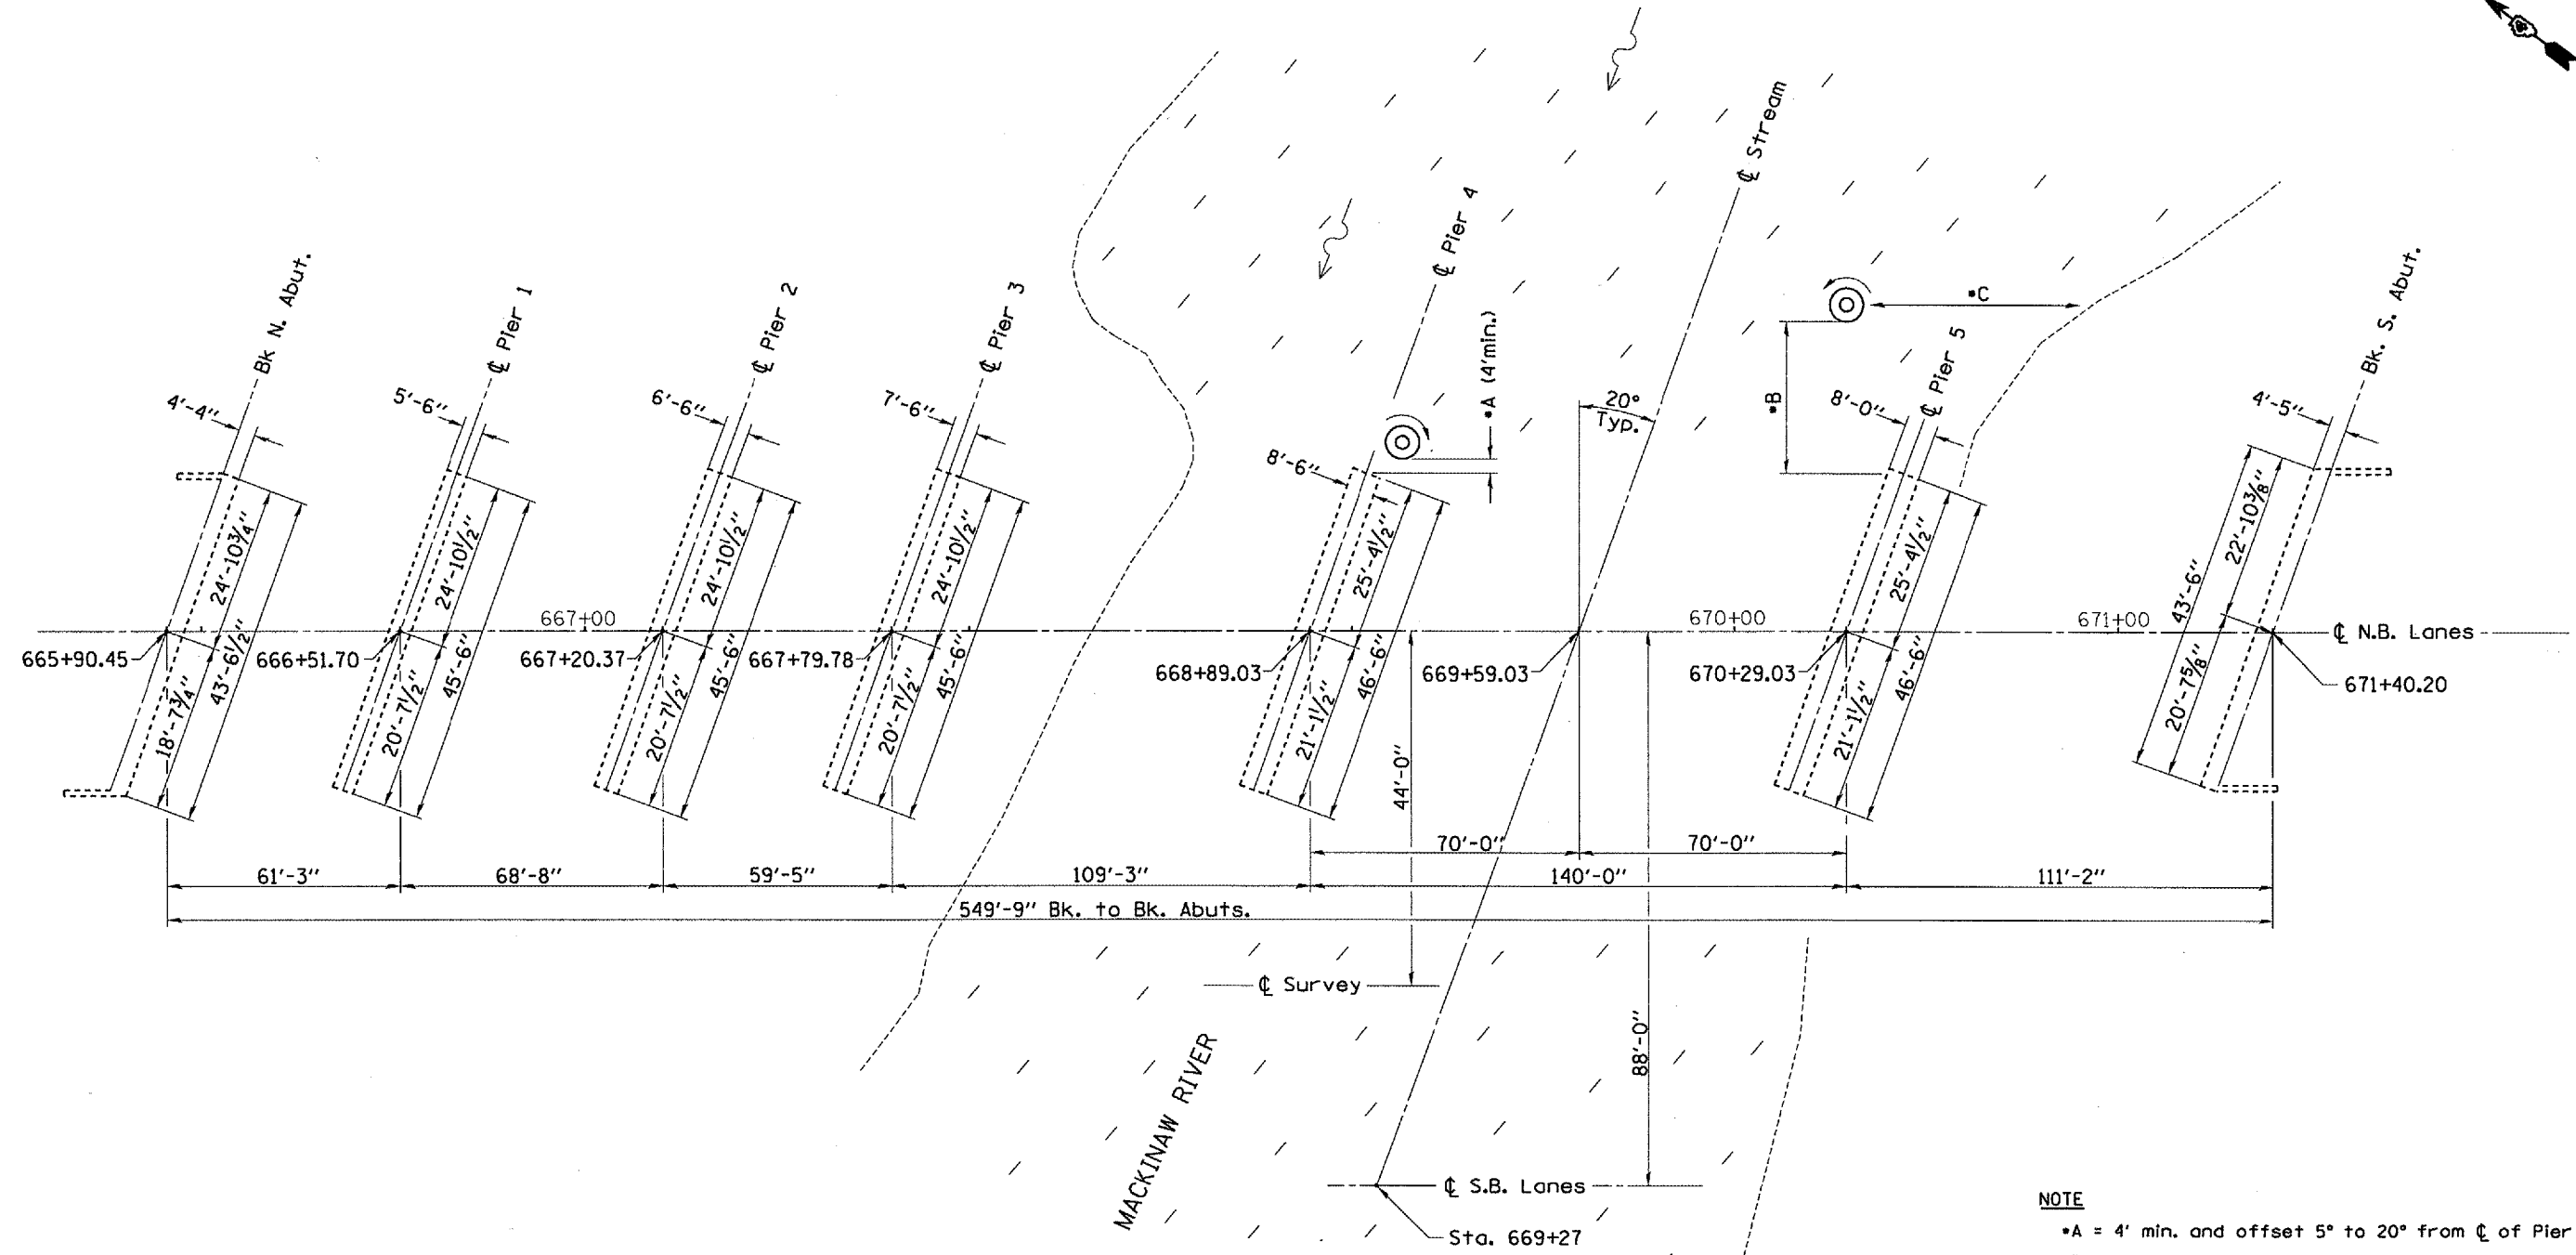 ℄ Stream
℄ Pier 4
Bk N. Abut.
℄ Pier 1
℄ Pier 2
℄ Pier 3
*A (4'min.)
*C
*B
℄ Pier 5
Bk. S. Abut.
4'-4"
5'-6"
6'-6"
7'-6"
8'-6"
20°
Typ.
8'-0"
4'-5"
24'-10¾"
24'-10½"
24'-10½"
24'-10½"
25'-4½"
25'-4½"
22'-10⅜"
43'-6"
667+00
670+00
671+00
℄ N.B. Lanes
665+90.45
666+51.70
667+20.37
667+79.78
668+89.03
669+59.03
670+29.03
671+40.20
18'-7¾"
43'-6½"
20'-7½"
45'-6"
20'-7½"
45'-6"
20'-7½"
45'-6"
21'-1½"
46'-6"
21'-1½"
46'-6"
20'-7⅝"
44'-0"
70'-0"
70'-0"
61'-3"
68'-8"
59'-5"
109'-3"
140'-0"
111'-2"
549'-9" Bk. to Bk. Abuts.
℄ Survey
88'-0"
MACKINAW RIVER
℄ S.B. Lanes
Sta. 669+27
NOTE
*A = 4' min. and offset 5° to 20° from ℄ of Pier